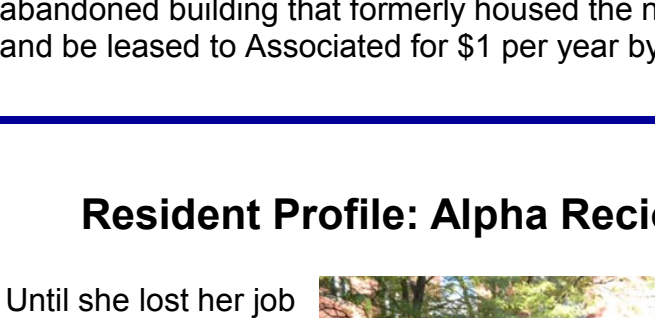 abandoned building that formerly housed the
and be leased to Associated for $1 per year by
Resident Profile: Alpha
Until she lost her job